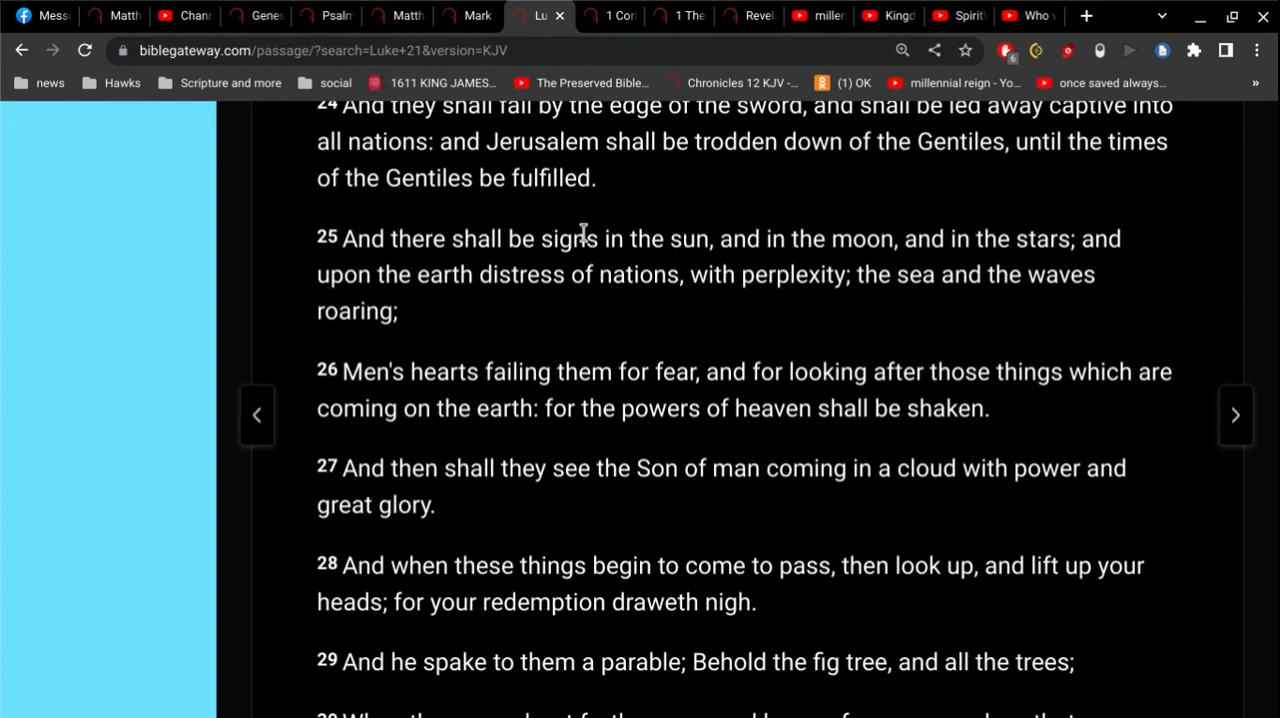 Mess
Matth
Chann
Genes
Psalm
Matth
Mark
Lu
1 Cor
1 The
Revel
miller
Kingd
Spirit
Who
biblegateway.com/passage/?search=Luke+21&version=KJV
6
news
Hawks
Scripture and more
social
1611 KING JAMES...
The Preserved Bible...
Chronicles 12 KJV -...
(1) OK
millennial reign - Yo...
once saved always...
»
24 And they shall fall by the edge of the sword, and shall be led away captive into
all nations: and Jerusalem shall be trodden down of the Gentiles, until the times
of the Gentiles be fulfilled.
25 And there shall be signs in the sun, and in the moon, and in the stars; and
upon the earth distress of nations, with perplexity; the sea and the waves
roaring;
26 Men's hearts failing them for fear, and for looking after those things which are
coming on the earth: for the powers of heaven shall be shaken.
27 And then shall they see the Son of man coming in a cloud with power and
great glory.
28 And when these things begin to come to pass, then look up, and lift up your
heads; for your redemption draweth nigh.
29 And he spake to them a parable; Behold the fig tree, and all the trees;